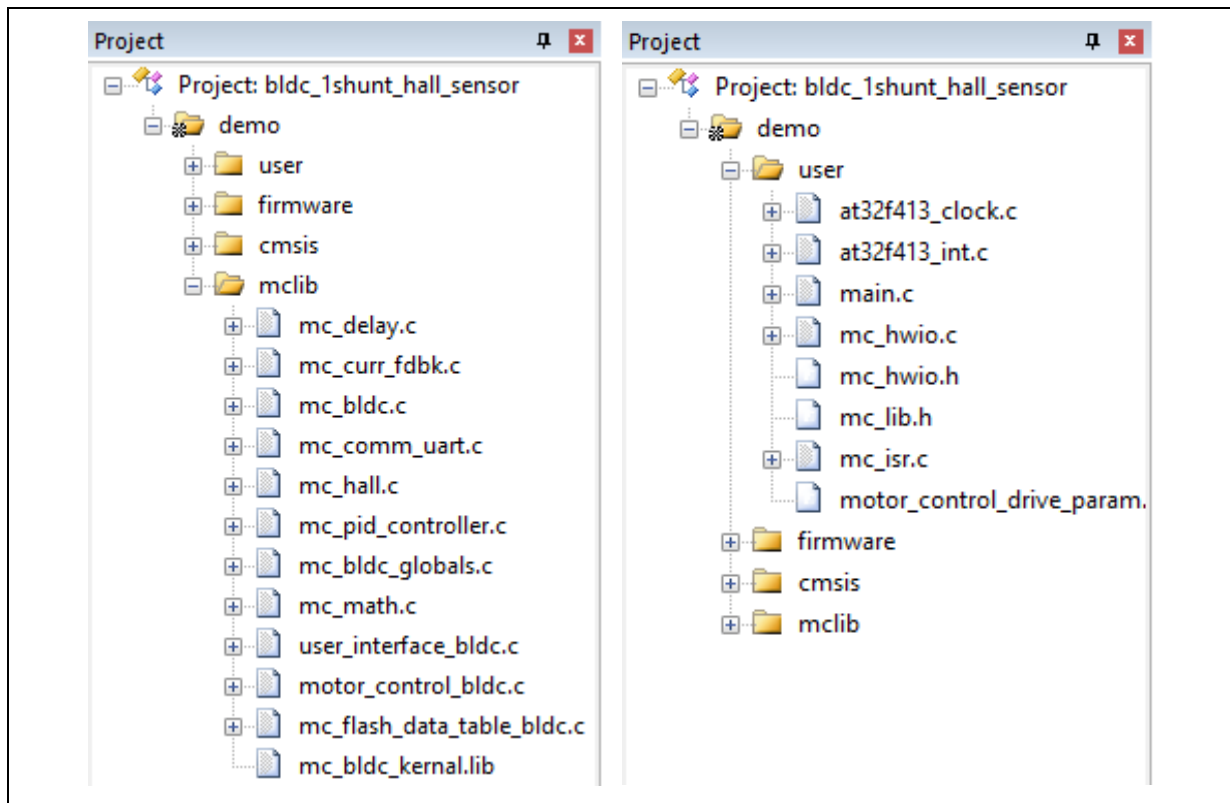 Project
Project: bldc_1shunt_hall_sensor
demo
user
firmware
cmsis
mclib
mc_delay.c
mc_curr_fdbk.c
mc_bldc.c
mc_comm_uart.c
mc_hall.c
mc_pid_controller.c
mc_bldc_globals.c
mc_math.c
user_interface_bldc.c
motor_control_bldc.c
mc_flash_data_table_bldc.c
mc_bldc_kernal.lib
Project
Project: bldc_1shunt_hall_sensor
demo
user
at32f413_clock.c
at32f413_int.c
main.c
mc_hwio.c
mc_hwio.h
mc_lib.h
mc_isr.c
motor_control_drive_param.
firmware
cmsis
mclib